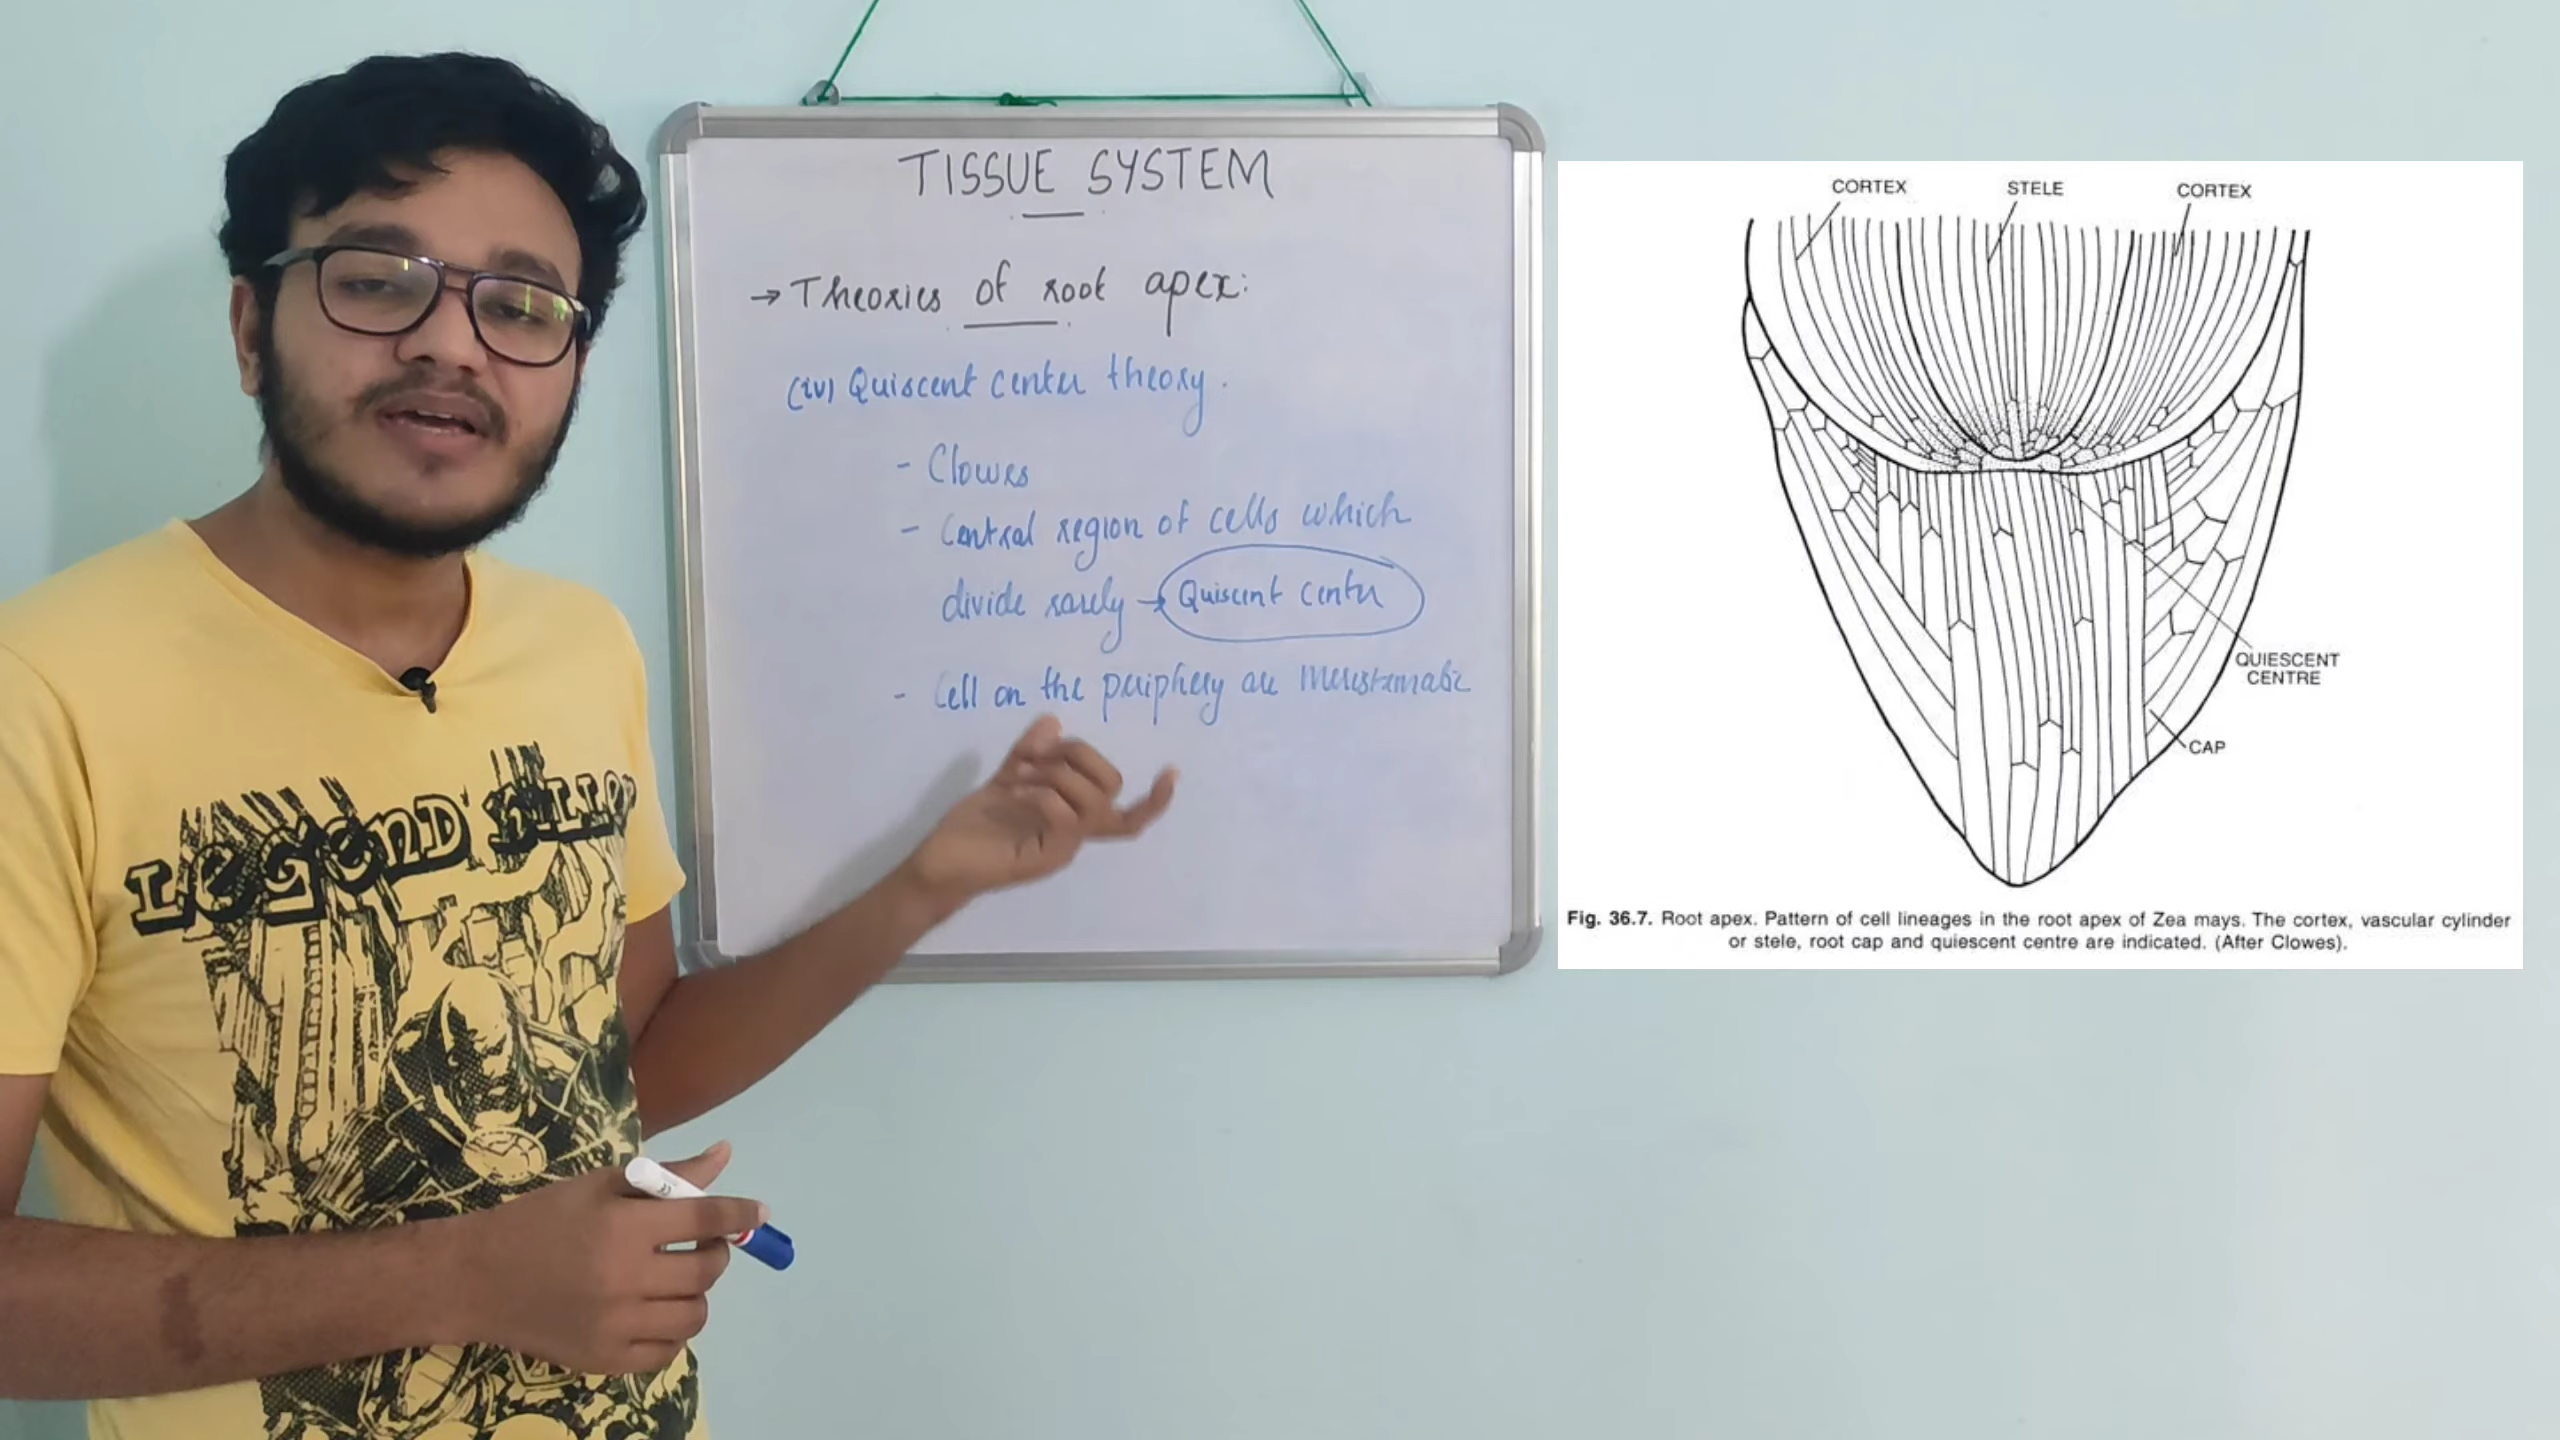 TISSUE SYSTEM
→ Theories of root apex:
(iv) Quiscent center theory.
- Clowes
- Central region of cells which
divide rarely → Quiscent center
- Cell on the periphery are meristematic
LEGEND KILLER
CORTEX STELE CORTEX
QUIESCENT
CENTRE
CAP
Fig. 36.7. Root apex. Pattern of cell lineages in the root apex of Zea mays. The cortex, vascular cylinder
or stele, root cap and quiescent centre are indicated. (After Clowes).